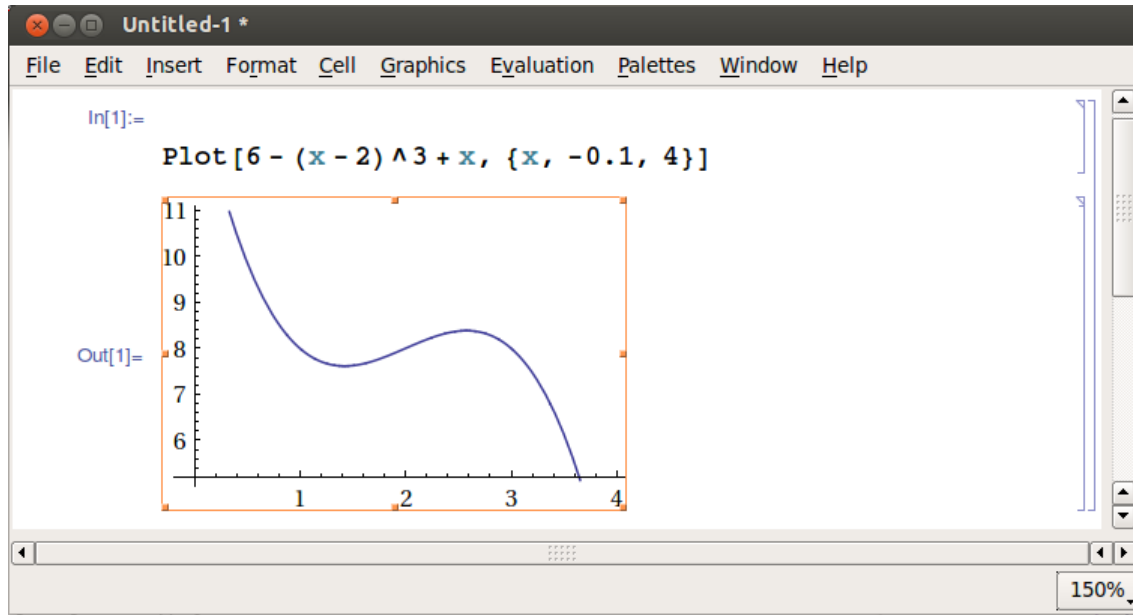 Untitled-1 *
File Edit Insert Format Cell Graphics Evaluation Palettes Window Help
In[1]:=
Plot[6 - (x - 2) ^ 3 + x, {x, -0.1, 4}]
11
10
9
Out[1]= 8
7
6
1 2 3 4
150%